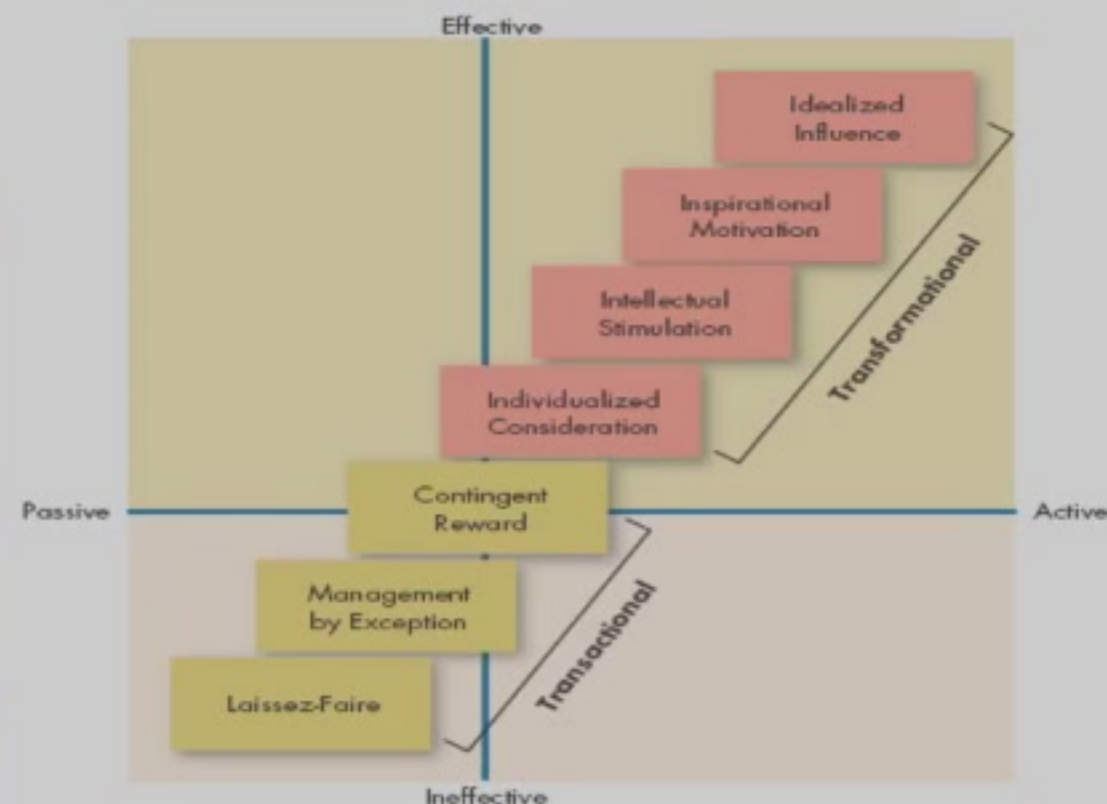 Effective
Idealized
Influence
Inspirational
Motivation
Intellectual
Stimulation
Transformational
Individualized
Consideration
Contingent
Reward
Passive
Active
Management
by Exception
Transactional
Laissez-Faire
Ineffective